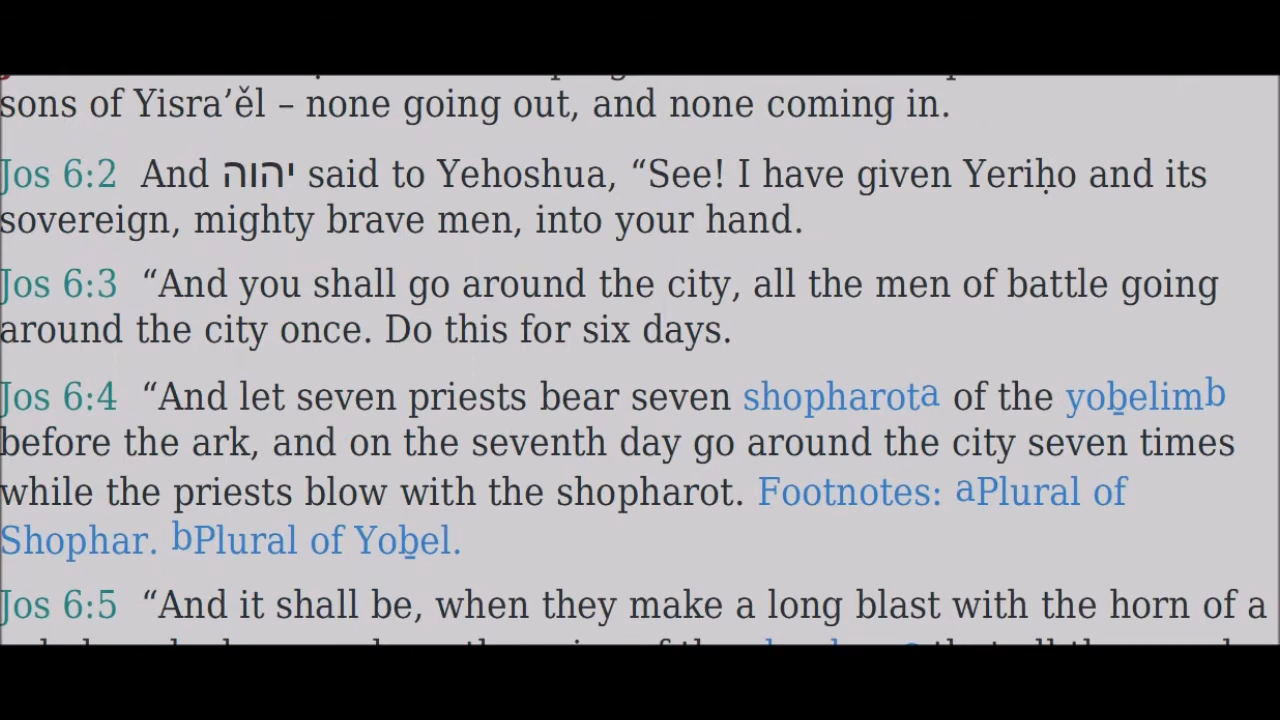 sons of Yisra’ěl – none going out, and none coming in.
Jos 6:2 And יהוה said to Yehoshua, “See! I have given Yeriḥo and its
sovereign, mighty brave men, into your hand.
Jos 6:3 “And you shall go around the city, all the men of battle going
around the city once. Do this for six days.
Jos 6:4 “And let seven priests bear seven shopharota of the yoḇelimb
before the ark, and on the seventh day go around the city seven times
while the priests blow with the shopharot. Footnotes: aPlural of
Shophar. bPlural of Yoḇel.
Jos 6:5 “And it shall be, when they make a long blast with the horn of a